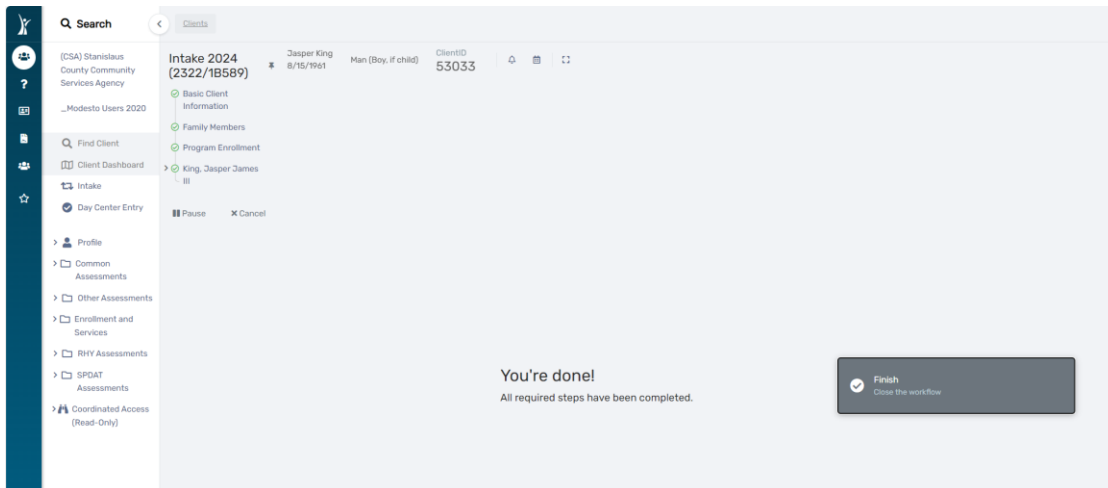 Search
Clients
(CSA) Stanislaus
County Community
Services Agency
_Modesto Users 2020
Find Client
Client Dashboard
Intake
Day Center Entry
Profile
Common
Assessments
Other Assessments
Enrollment and
Services
RHY Assessments
SPDAT
Assessments
Coordinated Access
(Read-Only)
Intake 2024
(2322/1B589)
Jasper King
8/15/1961
Man (Boy, if child)
ClientID
53033
Basic Client
Information
Family Members
Program Enrollment
King, Jasper James
III
Pause
Cancel
You're done!
All required steps have been completed.
Finish
Close the workflow